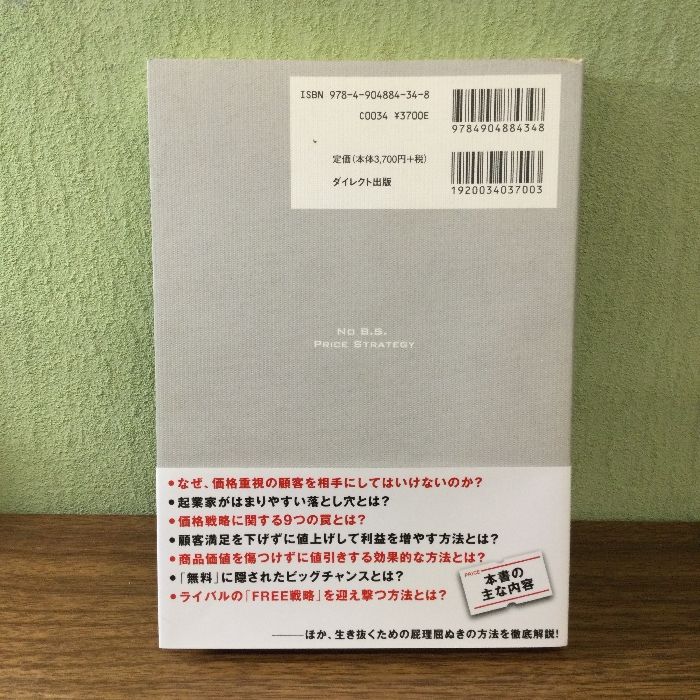 ISBN 978-4-904884-34-8
C0034 ¥3700E
9784904884348
定価(本体3,700円+税)
ダイレクト出版
1920034037003
NO B.S.
PRICE STRATEGY
●なぜ、価格重視の顧客を相手にしてはいけないのか?
●起業家がはまりやすい落とし穴とは?
●価格戦略に関する9つの罠とは?
●顧客満足を下げずに値上げして利益を増やす方法とは?
●商品価値を傷つけずに値引きする効果的な方法とは?
●「無料」に隠されたビッグチャンスとは?
●ライバルの「FREE戦略」を迎え撃つ方法とは?
PRICE
本書の
主な内容
———ほか、生き抜くための屁理屈ぬきの方法を徹底解説!